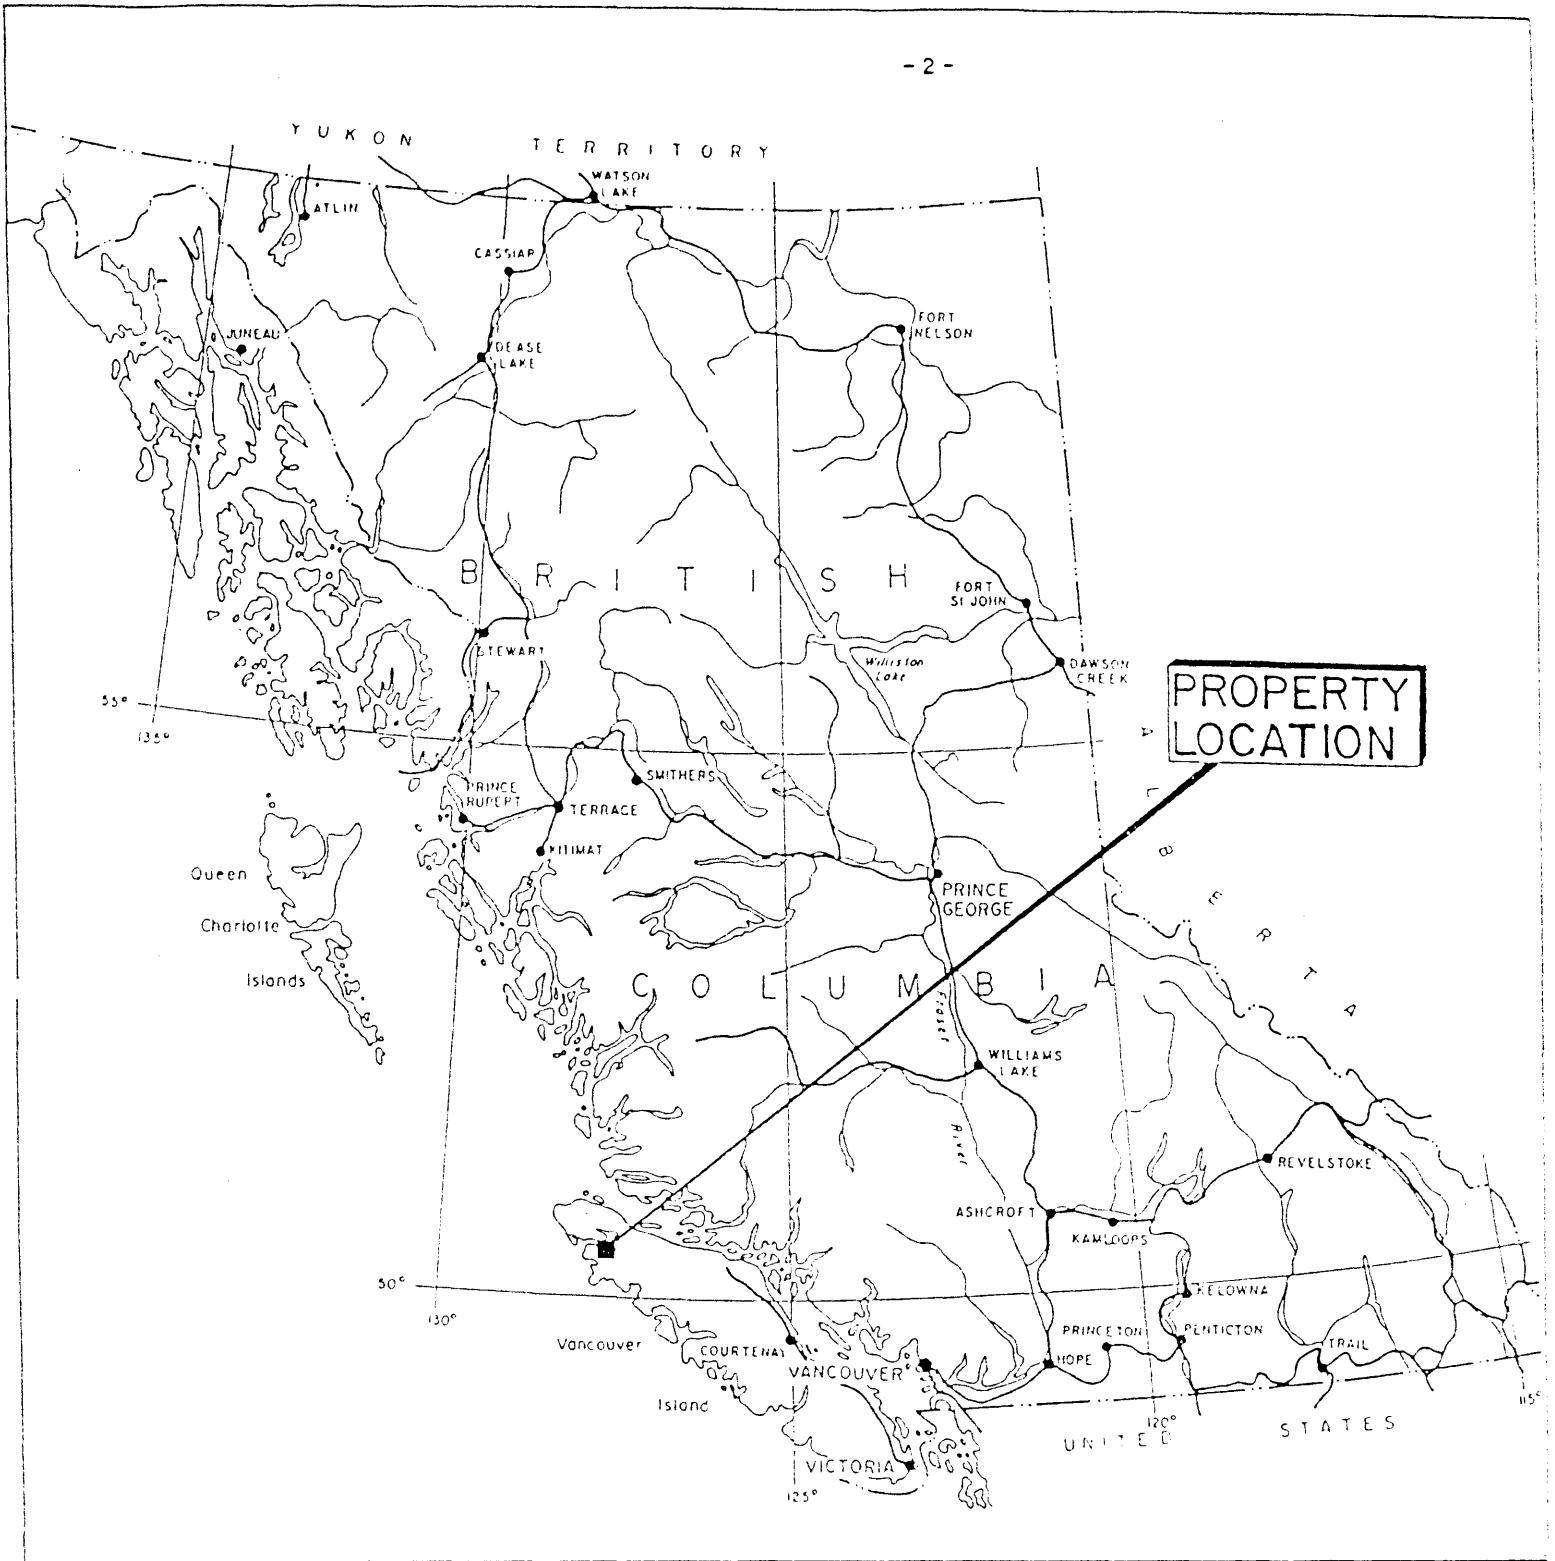 - 2 -
YUKON TERRITORY
WATSON
LAKE
ATLIN
CASSIAR
JUNEAU
DEASE
LAKE
FORT
NELSON
BRITISH
FORT
ST JOHN
STEWART
Williston
Lake
DAWSON
CREEK
PROPERTY
LOCATION
55°
135°
ALBERTA
SMITHERS
PRINCE
RUPERT
TERRACE
KITIMAT
Queen
Charlotte
Islands
PRINCE
GEORGE
COLUMBIA
Fraser
River
WILLIAMS
LAKE
REVELSTOKE
ASHCROFT
KAMLOOPS
50°
130°
KELOWNA
Vancouver
Island
COURTENAY
VANCOUVER
PRINCETON
PENTICTON
HOPE
TRAIL
115°
120°
UNITED STATES
VICTORIA
125°